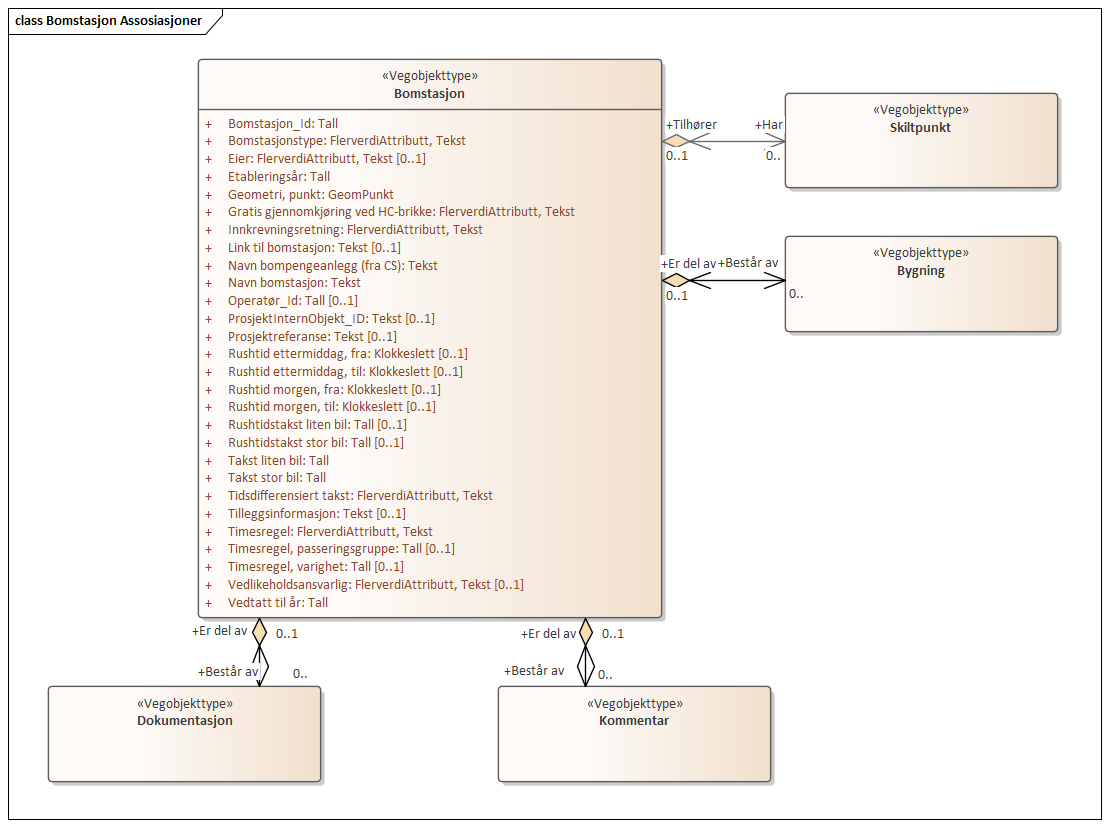 class Bomstasjon Assosiasjoner
«Vegobjekttype»
Bomstasjon
+ Bomstasjon_Id: Tall
+ Bomstasjonstype: FlerverdiAttributt, Tekst
+ Eier: FlerverdiAttributt, Tekst [0..1]
+ Etableringsår: Tall
+ Geometri, punkt: GeomPunkt
+ Gratis gjennomkjøring ved HC-brikke: FlerverdiAttributt, Tekst
+ Innkrevningsretning: FlerverdiAttributt, Tekst
+ Link til bomstasjon: Tekst [0..1]
+ Navn bompengeanlegg (fra CS): Tekst
+ Navn bomstasjon: Tekst
+ Operatør_Id: Tall [0..1]
+ ProsjektInternObjekt_ID: Tekst [0..1]
+ Prosjektreferanse: Tekst [0..1]
+ Rushtid ettermiddag, fra: Klokkeslett [0..1]
+ Rushtid ettermiddag, til: Klokkeslett [0..1]
+ Rushtid morgen, fra: Klokkeslett [0..1]
+ Rushtid morgen, til: Klokkeslett [0..1]
+ Rushtidstakst liten bil: Tall [0..1]
+ Rushtidstakst stor bil: Tall [0..1]
+ Takst liten bil: Tall
+ Takst stor bil: Tall
+ Tidsdifferensiert takst: FlerverdiAttributt, Tekst
+ Tilleggsinformasjon: Tekst [0..1]
+ Timesregel: FlerverdiAttributt, Tekst
+ Timesregel, passeringsgruppe: Tall [0..1]
+ Timesregel, varighet: Tall [0..1]
+ Vedlikeholdsansvarlig: FlerverdiAttributt, Tekst [0..1]
+ Vedtatt til år: Tall
+Tilhører +Har
0..1 0..
«Vegobjekttype»
Skiltpunkt
+Er del av +Består av
0..1 0..
«Vegobjekttype»
Bygning
+Er del av 0..1
+Består av 0..
«Vegobjekttype»
Dokumentasjon
+Er del av 0..1
+Består av 0..
«Vegobjekttype»
Kommentar